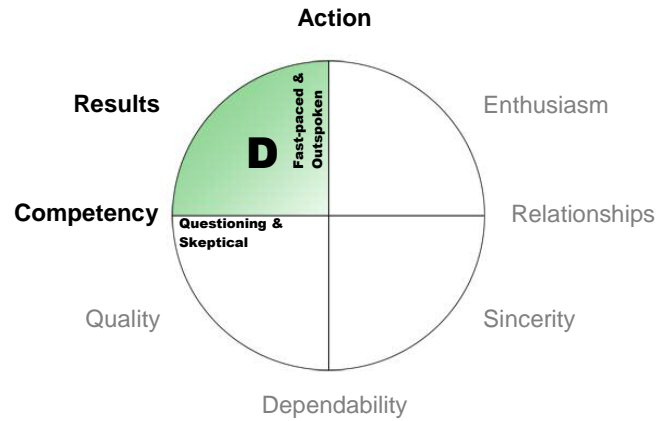 Action
Results
Enthusiasm
Fast-paced &
Outspoken
D
Competency
Relationships
Questioning &
Skeptical
Quality
Sincerity
Dependability